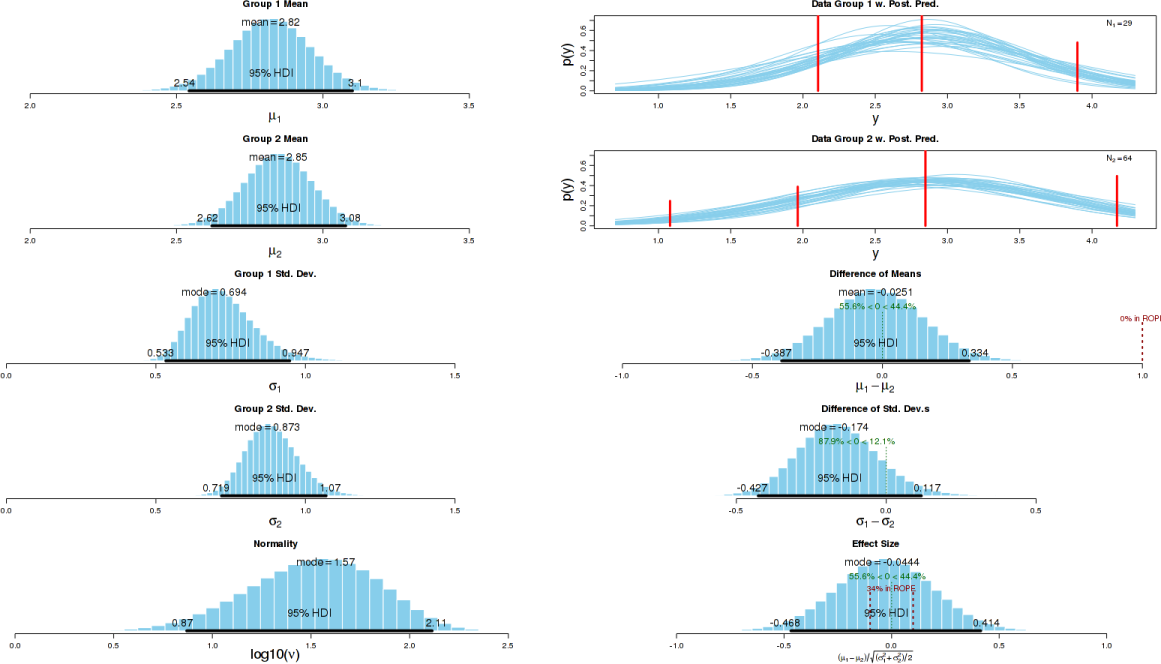 Group 1 Mean
mean = 2.82
95% HDI
2.54 3.1
2.0 2.5 3.0 3.5
μ1
Data Group 1 w. Post. Pred.
N1 = 29
p(y)
0.0 0.2 0.4 0.6
1.0 1.5 2.0 2.5 3.0 3.5 4.0
y
Group 2 Mean
mean = 2.85
95% HDI
2.62 3.08
2.0 2.5 3.0 3.5
μ2
Data Group 2 w. Post. Pred.
N2 = 64
p(y)
0.0 0.2 0.4 0.6
1.0 1.5 2.0 2.5 3.0 3.5 4.0
y
Group 1 Std. Dev.
mode = 0.694
95% HDI
0.533 0.947
0.0 0.5 1.0 1.5
σ1
Difference of Means
mean = -0.0251
55.6% < 0 < 44.4%
0% in ROPE
95% HDI
-0.387 0.334
-1.0 -0.5 0.0 0.5 1.0
μ1 − μ2
Group 2 Std. Dev.
mode = 0.873
95% HDI
0.719 1.07
0.0 0.5 1.0 1.5
σ2
Difference of Std. Dev.s
mode = -0.174
87.9% < 0 < 12.1%
95% HDI
-0.427 0.117
-0.5 0.0 0.5
σ1 − σ2
Normality
mode = 1.57
95% HDI
0.87 2.11
0.0 0.5 1.0 1.5 2.0 2.5
log10(ν)
Effect Size
mode = -0.0444
55.6% < 0 < 44.4%
34% in ROPE
95% HDI
-0.468 0.414
-1.0 -0.5 0.0 0.5 1.0
(μ1 − μ2)/√(σ1² + σ2²)/2